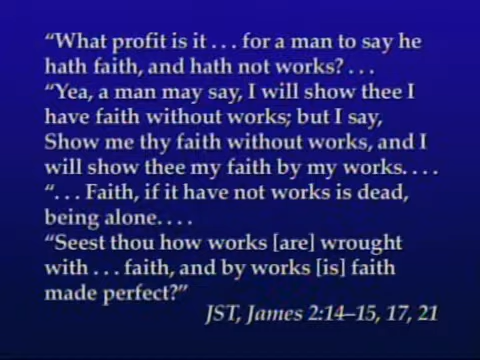 “What profit is it . . . for a man to say he
hath faith, and hath not works? . . .
“Yea, a man may say, I will show thee I
have faith without works; but I say,
Show me thy faith without works, and I
will show thee my faith by my works. . . .
“. . . Faith, if it have not works is dead,
being alone. . . .
“Seest thou how works [are] wrought
with . . . faith, and by works [is] faith
made perfect?”
JST, James 2:14–15, 17, 21